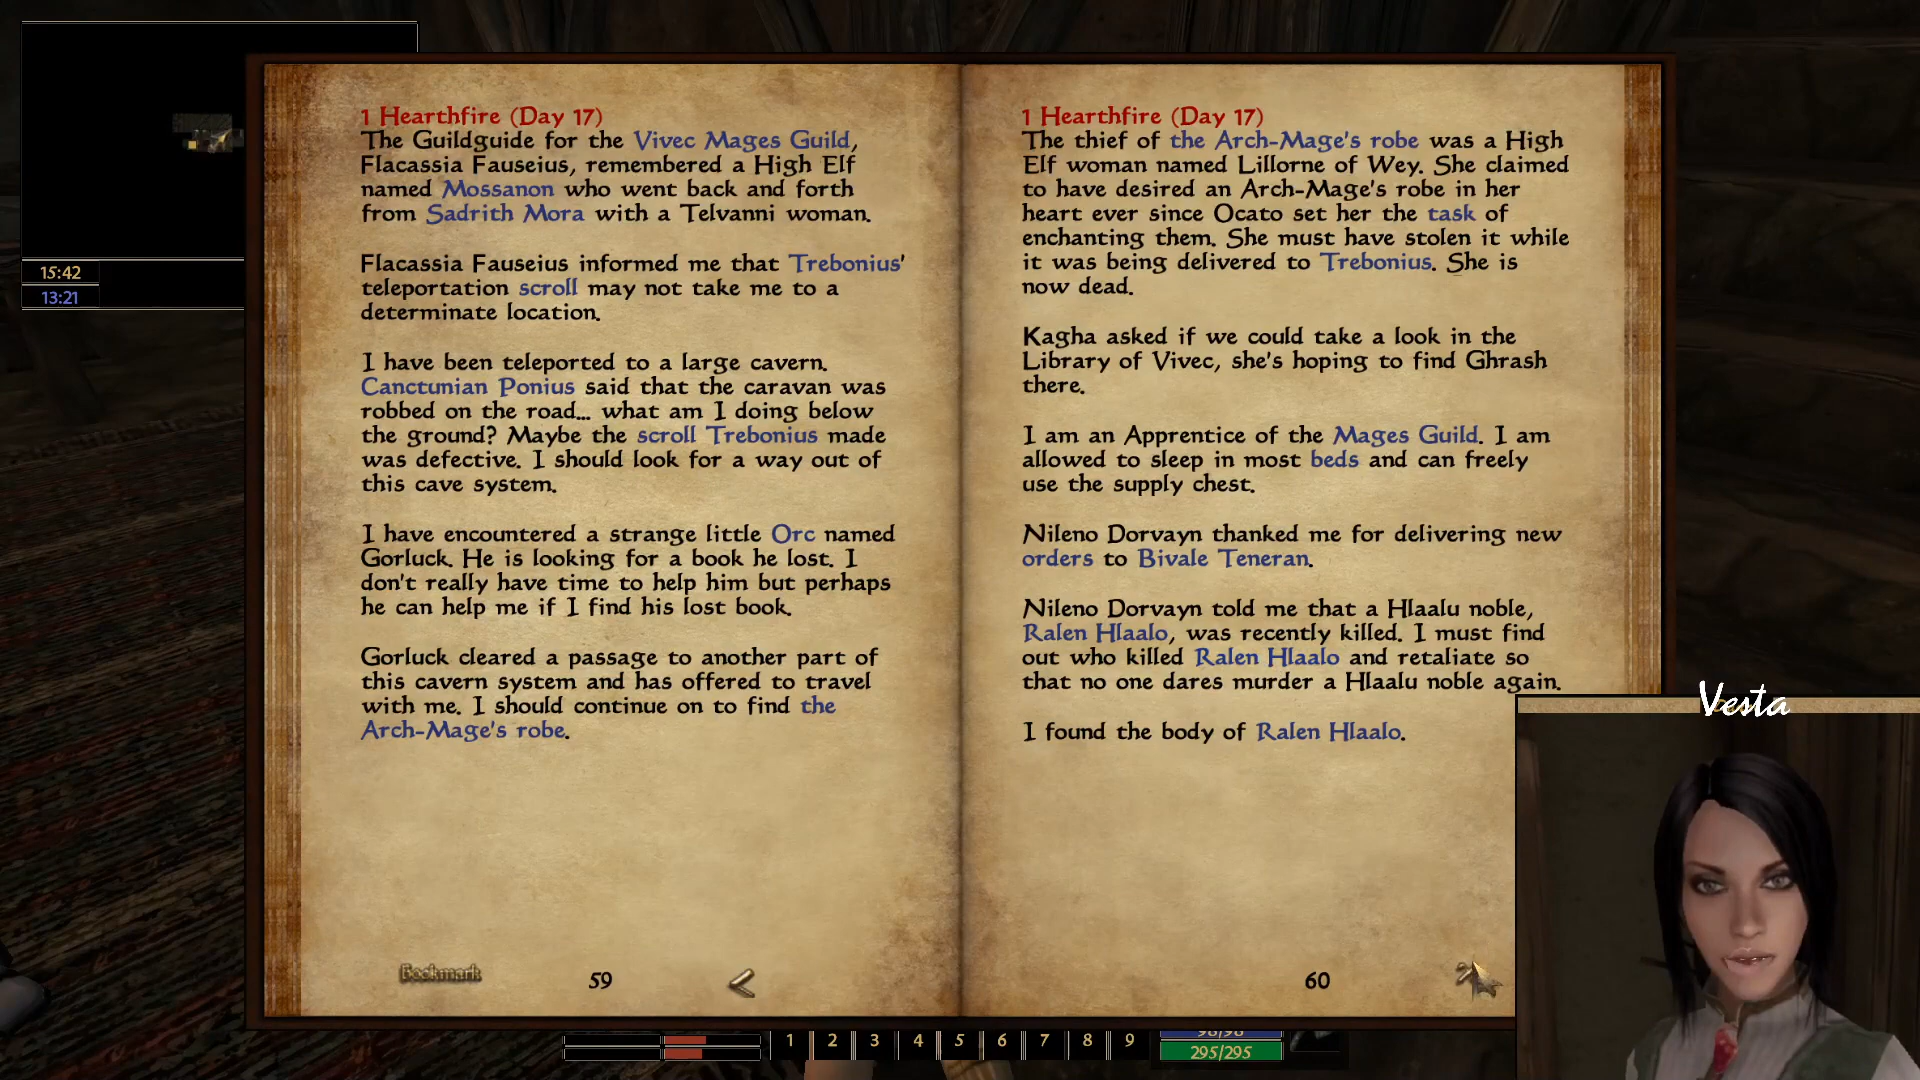 15:42
13:21
1 Hearthfire (Day 17)
The Guildguide for the Vivec Mages Guild,
Flacassia Fauseius, remembered a High Elf
named Mossanon who went back and forth
from Sadrith Mora with a Telvanni woman.
Flacassia Fauseius informed me that Trebonius'
teleportation scroll may not take me to a
determinate location.
I have been teleported to a large cavern.
Canctunian Ponius said that the caravan was
robbed on the road... what am I doing below
the ground? Maybe the scroll Trebonius made
was defective. I should look for a way out of
this cave system.
I have encountered a strange little Orc named
Gorluck. He is looking for a book he lost. I
don't really have time to help him but perhaps
he can help me if I find his lost book.
Gorluck cleared a passage to another part of
this cavern system and has offered to travel
with me. I should continue on to find the
Arch-Mage's robe.
Bookmark
59
1 Hearthfire (Day 17)
The thief of the Arch-Mage's robe was a High
Elf woman named Lillorne of Wey. She claimed
to have desired an Arch-Mage's robe in her
heart ever since Ocato set her the task of
enchanting them. She must have stolen it while
it was being delivered to Trebonius. She is
now dead.
Kagha asked if we could take a look in the
Library of Vivec, she's hoping to find Ghrash
there.
I am an Apprentice of the Mages Guild. I am
allowed to sleep in most beds and can freely
use the supply chest.
Nileno Dorvayn thanked me for delivering new
orders to Bivale Teneran.
Nileno Dorvayn told me that a Hlaalu noble,
Ralen Hlaalo, was recently killed. I must find
out who killed Ralen Hlaalo and retaliate so
that no one dares murder a Hlaalu noble again.
I found the body of Ralen Hlaalo.
60
Vesta
1 2 3 4 5 6 7 8 9
295/295